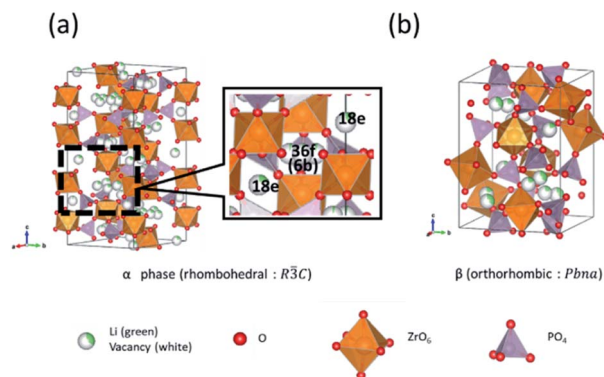 (a)
(b)
18e
36f
(6b)
18e
c
a
b
c
a
b
α phase (rhombohedral : R3̅C)
β (orthorhombic : Pbna)
Li (green)
Vacancy (white)
O
ZrO₆
PO₄